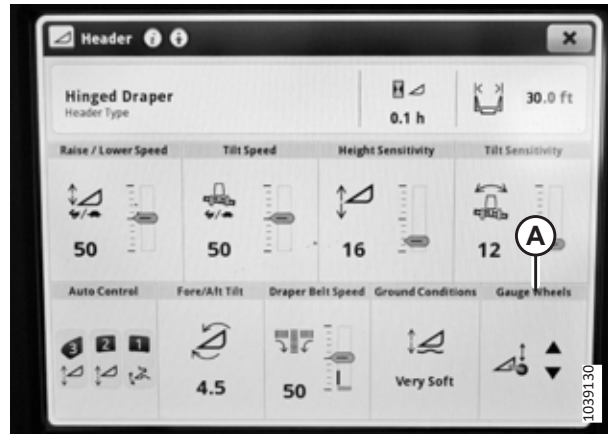 Header
Hinged Draper
Header Type
0.1 h
30.0 ft
Raise / Lower Speed
Tilt Speed
Height Sensitivity
Tilt Sensitivity
50
50
16
12
A
Auto Control
Fore/Aft Tilt
Draper Belt Speed
Ground Conditions
Gauge Wheels
3 2 1
4.5
50
Very Soft
1039130